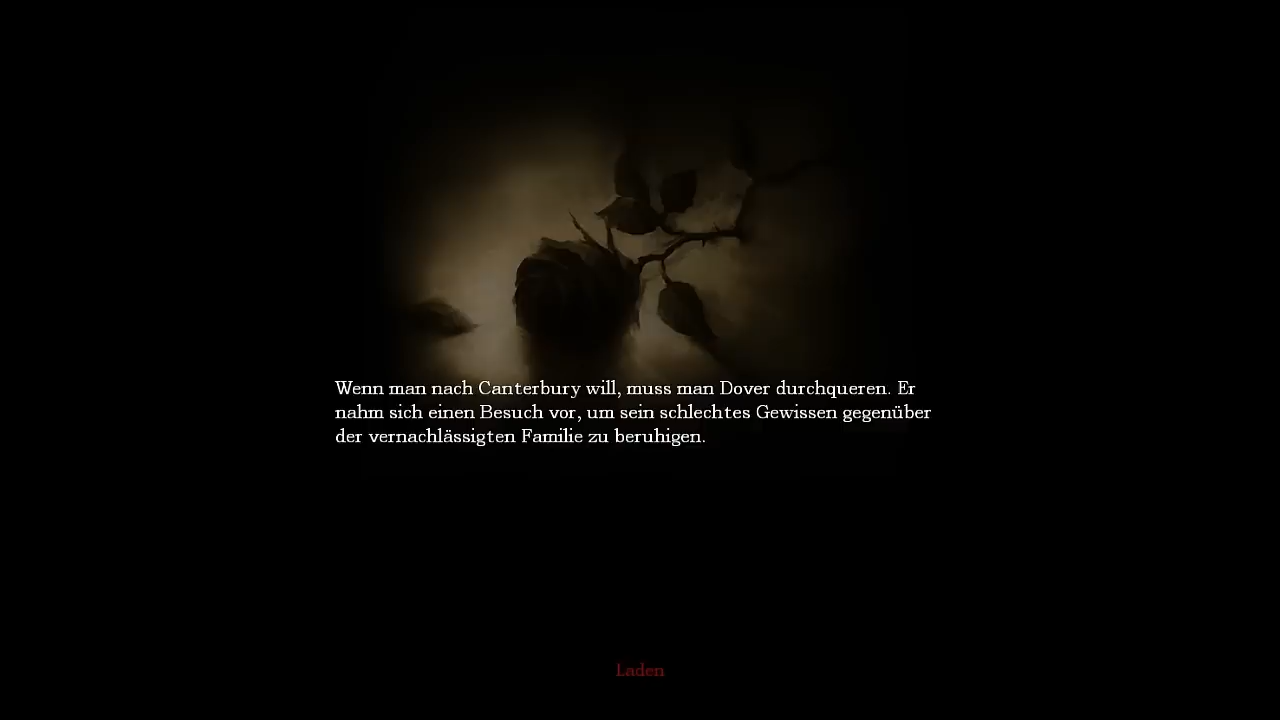 Wenn man nach Canterbury will, muss man Dover durchqueren. Er
nahm sich einen Besuch vor, um sein schlechtes Gewissen gegenüber
der vernachlässigten Familie zu beruhigen.
Laden